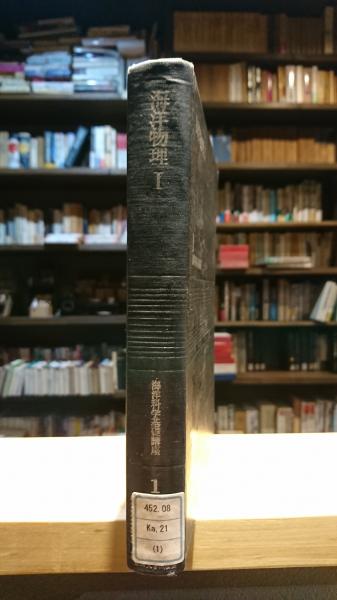 海洋物理 I
海洋科学基礎講座
1
452.08
Ka.21
(1)